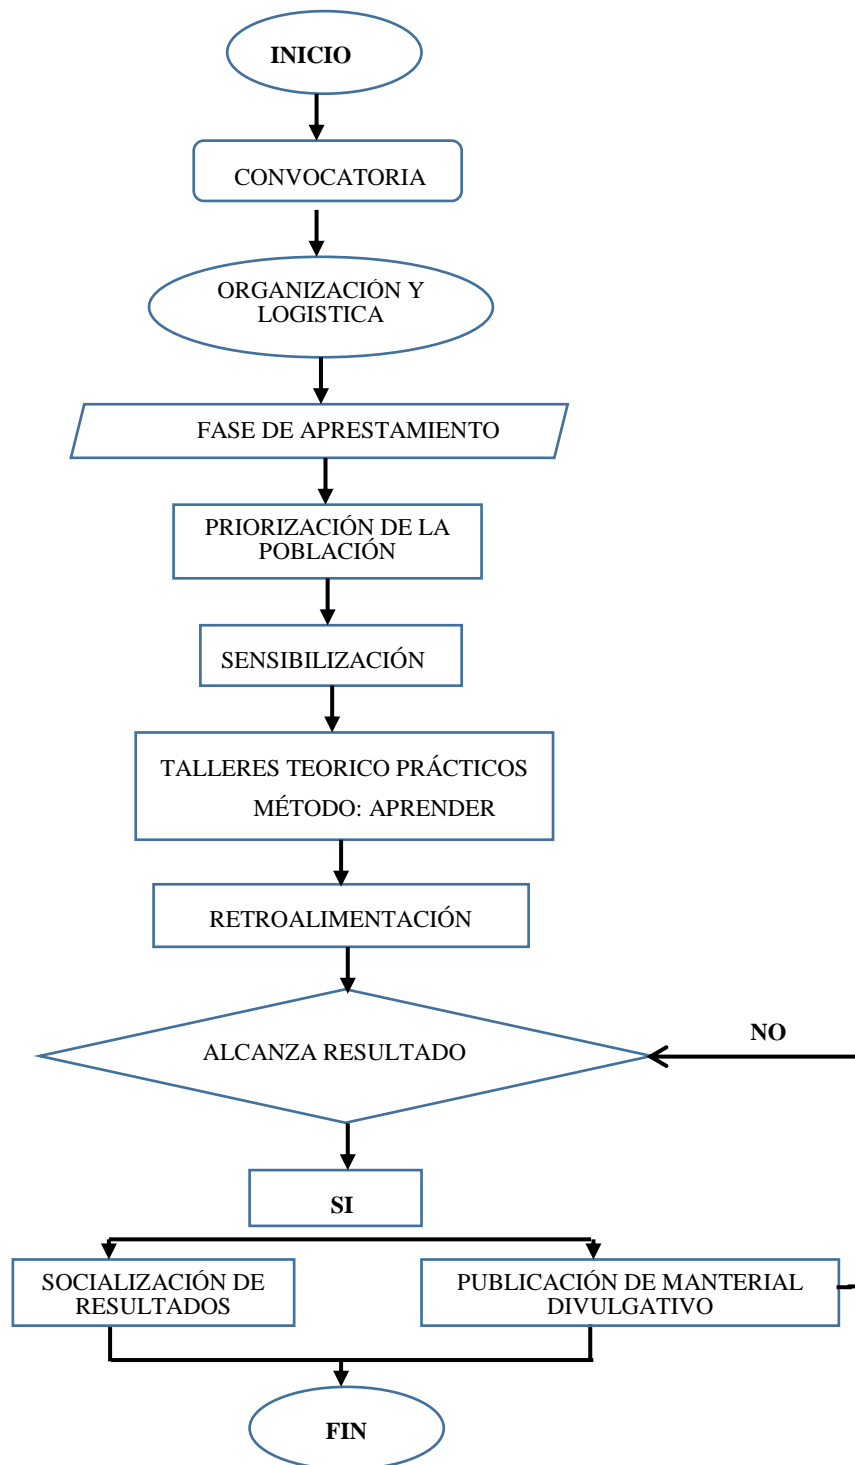 INICIO
CONVOCATORIA
ORGANIZACIÓN Y
LOGISTICA
FASE DE APRESTAMIENTO
PRIORIZACIÓN DE LA
POBLACIÓN
SENSIBILIZACIÓN
TALLERES TEORICO PRÁCTICOS
MÉTODO: APRENDER
RETROALIMENTACIÓN
ALCANZA RESULTADO
NO
SI
SOCIALIZACIÓN DE
RESULTADOS
PUBLICACIÓN DE MANTERIAL
DIVULGATIVO
FIN